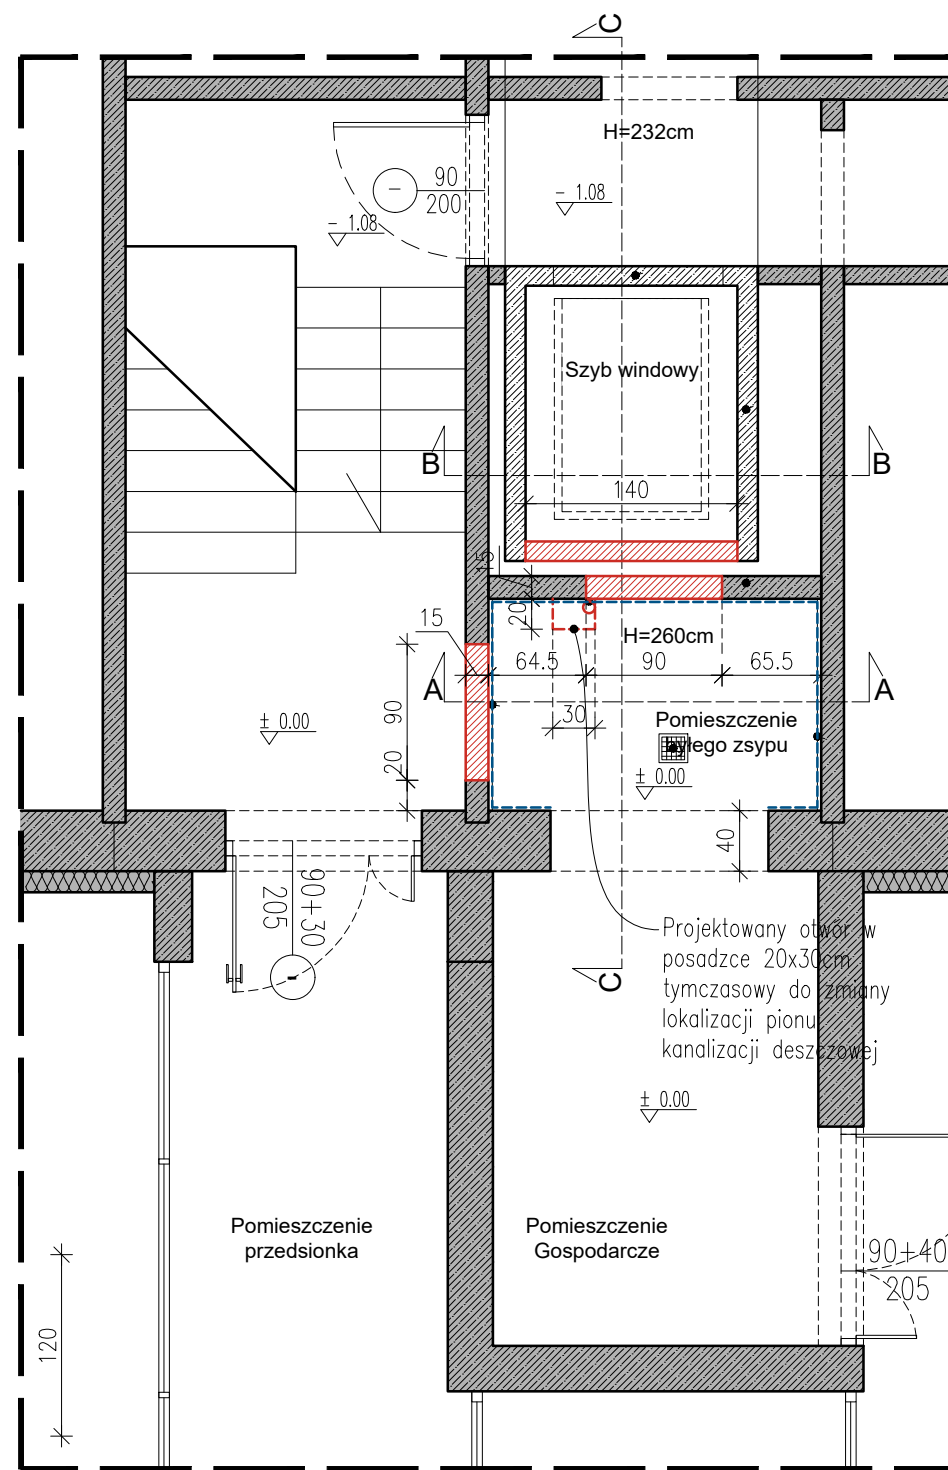 C
H=232cm
90
200
- 1.08
- 1.08
Szyb windowy
B
B
140
15
20
15
H=260cm
64.5
90
65.5
A
A
90
30
Pomieszczenie
byłego zsypu
± 0.00
20
± 0.00
40
90+30
205
C
Projektowany otwór w
posadzce 20x30cm
tymczasowy do zmiany
lokalizacji pionu
kanalizacji deszczowej
± 0.00
Pomieszczenie
przedsionka
Pomieszczenie
Gospodarcze
90+40
205
120